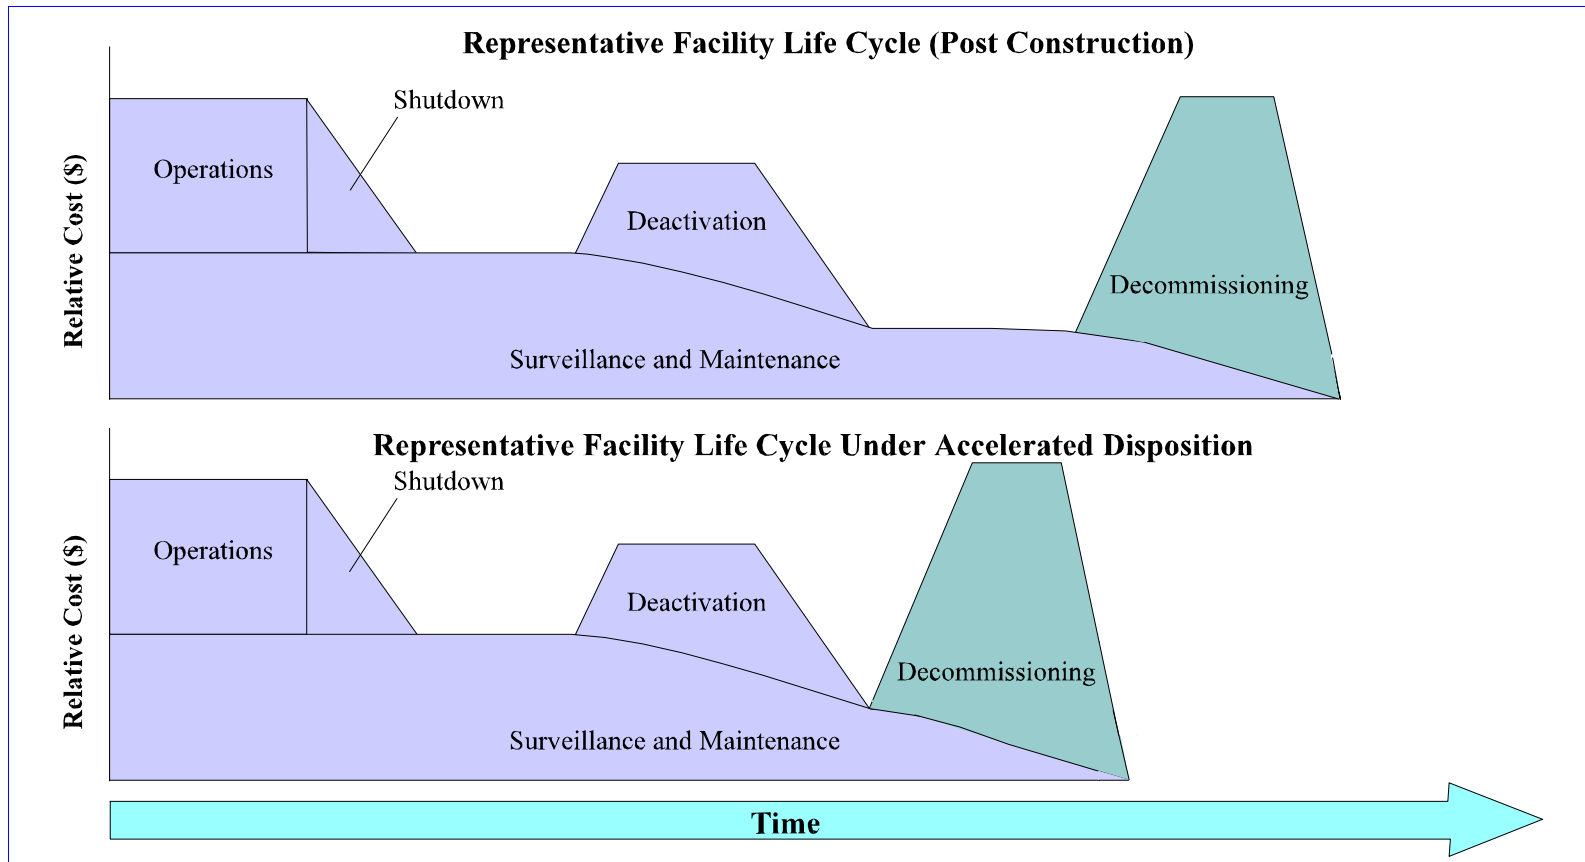 Representative Facility Life Cycle (Post Construction)
Shutdown
Operations
Deactivation
Decommissioning
Surveillance and Maintenance
Relative Cost ($)
Representative Facility Life Cycle Under Accelerated Disposition
Shutdown
Operations
Deactivation
Decommissioning
Surveillance and Maintenance
Relative Cost ($)
Time